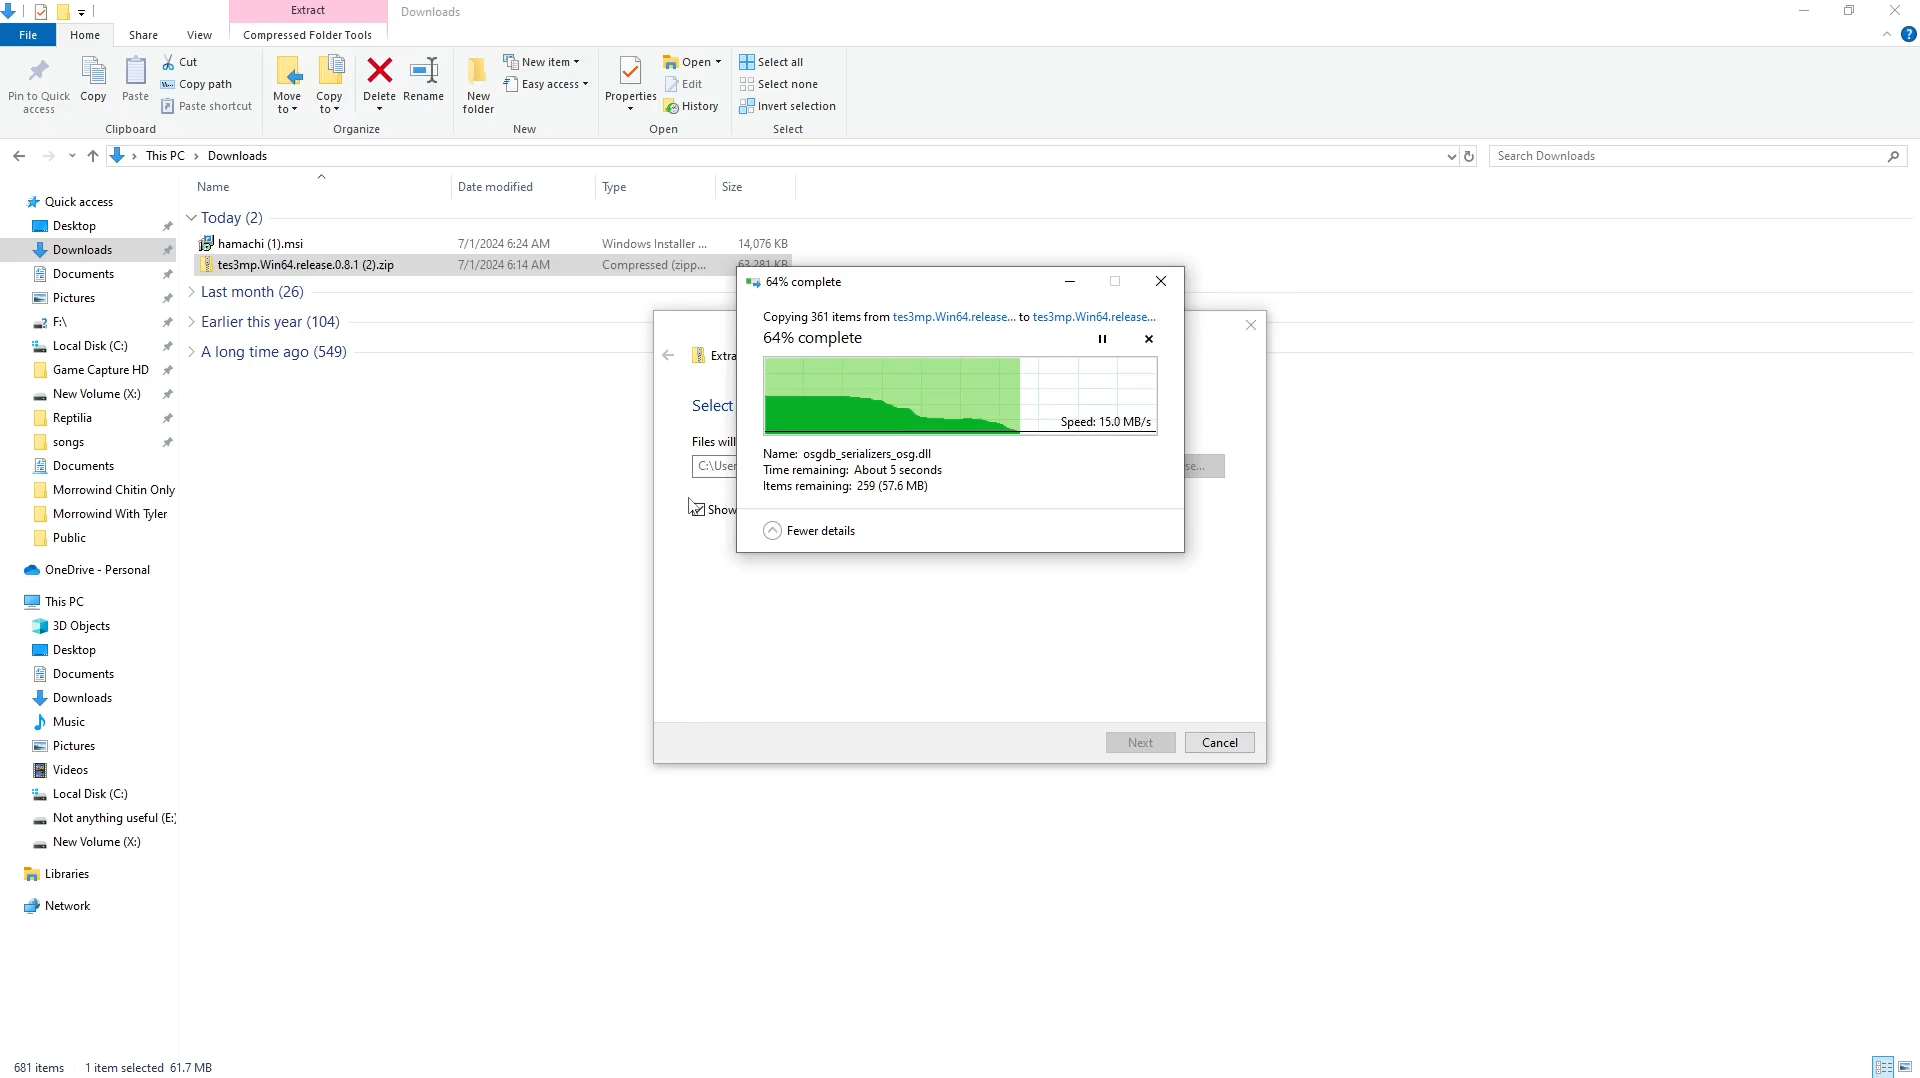 Extract
Downloads
File
Home
Share
View
Compressed Folder Tools
Pin to Quick access
Copy
Paste
Cut
Copy path
Paste shortcut
Clipboard
Move to
Copy to
Delete
Rename
Organize
New folder
New item
Easy access
New
Properties
Open
Edit
History
Open
Select all
Select none
Invert selection
Select
This PC
Downloads
Search Downloads
Name
Date modified
Type
Size
Today (2)
hamachi (1).msi 7/1/2024 6:24 AM Windows Installer ... 14,076 KB
tes3mp.Win64.release.0.8.1 (2).zip 7/1/2024 6:14 AM Compressed (zipp... 63,281 KB
Last month (26)
Earlier this year (104)
A long time ago (549)
Quick access
Desktop
Downloads
Documents
Pictures
F:\
Local Disk (C:)
Game Capture HD
New Volume (X:)
Reptilia
songs
Documents
Morrowind Chitin Only
Morrowind With Tyler
Public
OneDrive - Personal
This PC
3D Objects
Desktop
Documents
Downloads
Music
Pictures
Videos
Local Disk (C:)
Not anything useful (E:)
New Volume (X:)
Libraries
Network
Extra
Select
Files will
C:\User
se...
Show
Next
Cancel
64% complete
Copying 361 items from tes3mp.Win64.release... to tes3mp.Win64.release...
64% complete
Speed: 15.0 MB/s
Name: osgdb_serializers_osg.dll
Time remaining: About 5 seconds
Items remaining: 259 (57.6 MB)
Fewer details
681 items
1 item selected 61.7 MB